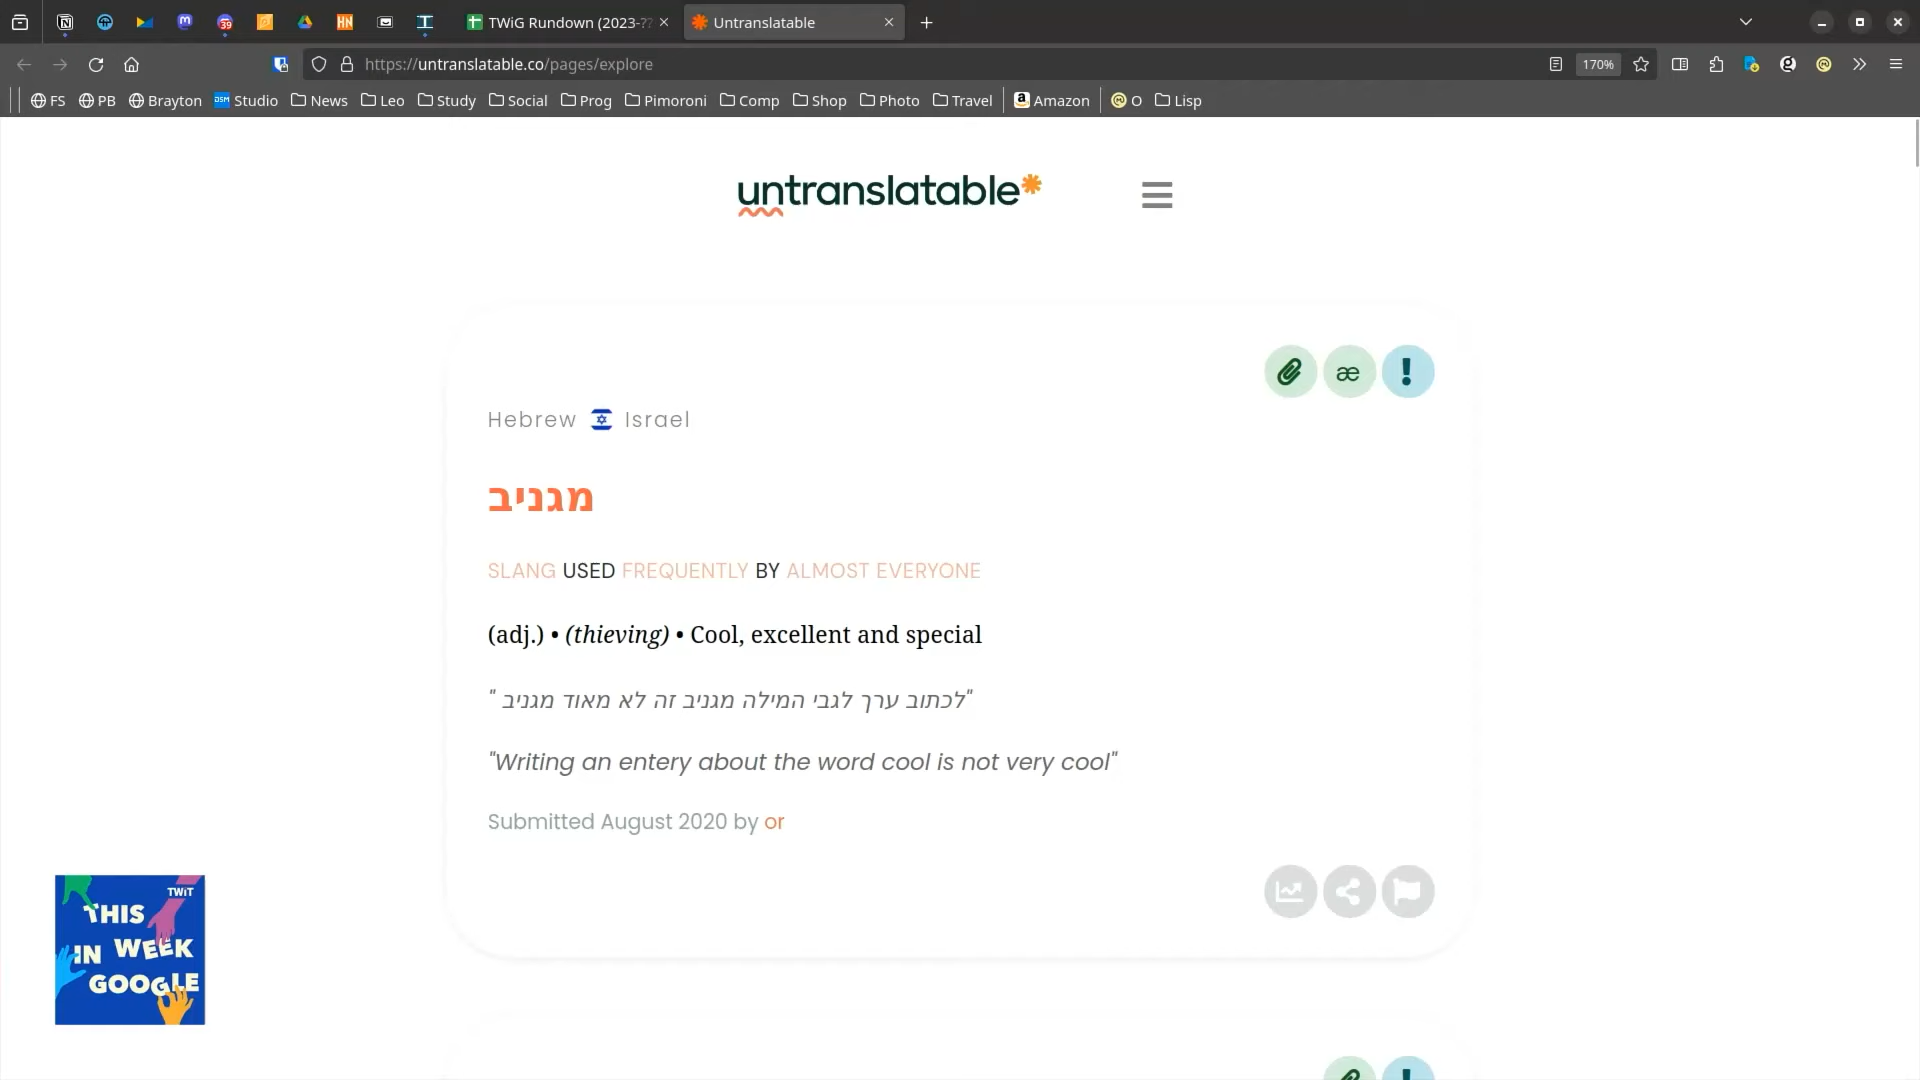 39
HN
TWiG Rundown (2023-??
Untranslatable
https://untranslatable.co/pages/explore
170%
FS
PB
Brayton
DSM Studio
News
Leo
Study
Social
Prog
Pimoroni
Comp
Shop
Photo
Travel
Amazon
O
Lisp
untranslatable*
æ !
Hebrew Israel
מגניב
SLANG USED FREQUENTLY BY ALMOST EVERYONE
(adj.) • (thieving) • Cool, excellent and special
"לכתוב ערך לגבי המילה מגניב זה לא מאוד מגניב "
"Writing an entery about the word cool is not very cool"
Submitted August 2020 by or
TWiT
THIS
IN WEEK
GOOGLE